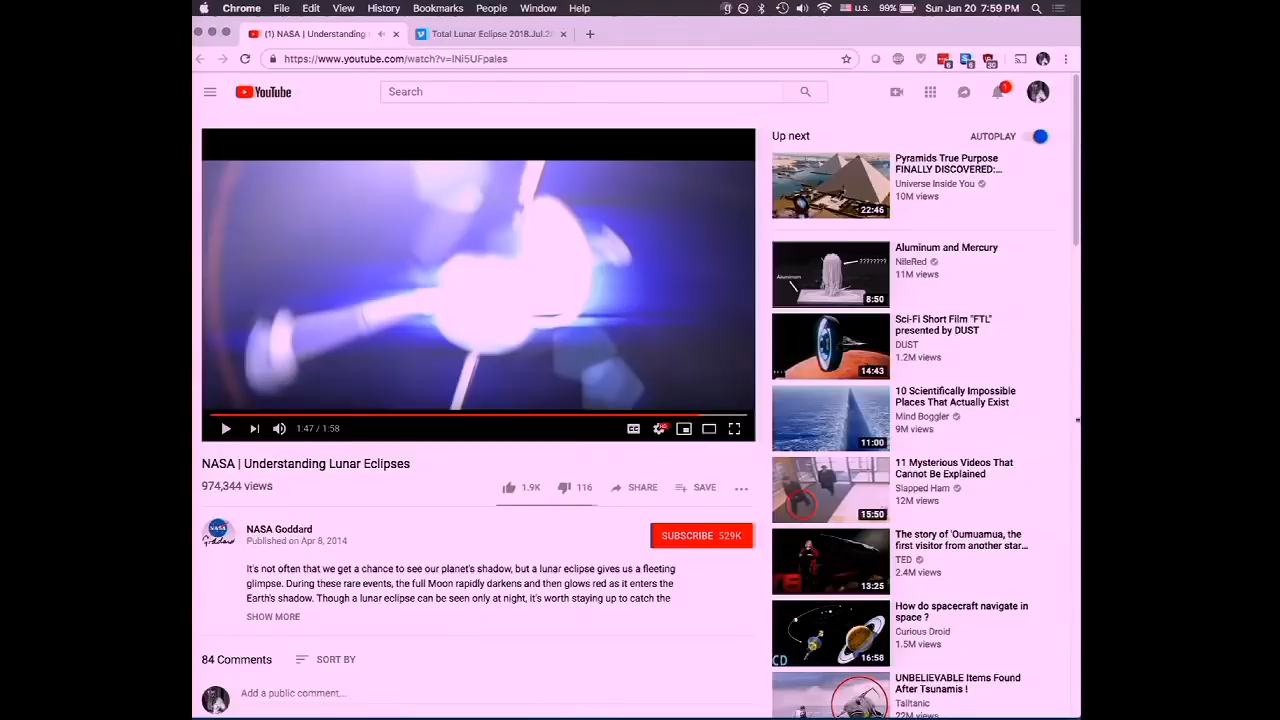 Chrome File Edit View History Bookmarks People Window Help U.S. 99% Sun Jan 20 7:59 PM
(1) NASA | Understanding Total Lunar Eclipse 2018.Jul.2
https://www.youtube.com/watch?v=lNi5UFpales
6 6 30
YouTube Search 1
Up next AUTOPLAY
Pyramids True Purpose
FINALLY DISCOVERED:...
Universe Inside You
10M views
22:46
Aluminum and Mercury
NileRed
11M views
????????
Aluminum
8:50
Sci-Fi Short Film "FTL"
presented by DUST
DUST
1.2M views
14:43
10 Scientifically Impossible
Places That Actually Exist
Mind Boggler
9M views
11:00
11 Mysterious Videos That
Cannot Be Explained
Slapped Ham
12M views
15:50
The story of 'Oumuamua, the
first visitor from another star...
TED
2.4M views
13:25
How do spacecraft navigate in
space ?
Curious Droid
1.5M views
CD
16:58
UNBELIEVABLE Items Found
After Tsunamis !
Talltanic
22M views
1:47 / 1:58 CC HD
NASA | Understanding Lunar Eclipses
974,344 views
1.9K 116 SHARE SAVE
NASA Goddard
Published on Apr 8, 2014
SUBSCRIBE 529K
It's not often that we get a chance to see our planet's shadow, but a lunar eclipse gives us a fleeting
glimpse. During these rare events, the full Moon rapidly darkens and then glows red as it enters the
Earth's shadow. Though a lunar eclipse can be seen only at night, it's worth staying up to catch the
SHOW MORE
84 Comments SORT BY
Add a public comment...